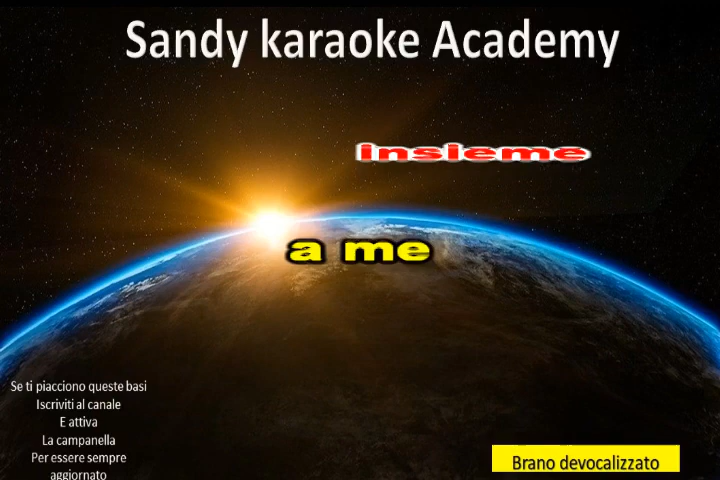 Sandy karaoke Academy
insieme
a me
Se ti piacciono queste basi
Iscriviti al canale
E attiva
La campanella
Per essere sempre
aggiornato
Brano devocalizzato